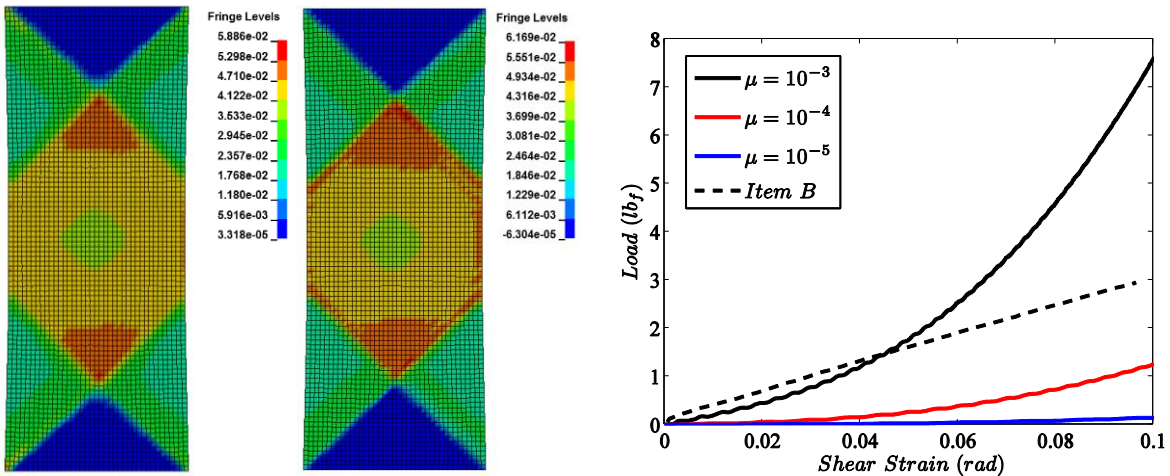 Fringe Levels
5.886e-02
5.298e-02
4.710e-02
4.122e-02
3.533e-02
2.945e-02
2.357e-02
1.768e-02
1.180e-02
5.916e-03
3.318e-05
Fringe Levels
6.169e-02
5.551e-02
4.934e-02
4.316e-02
3.699e-02
3.081e-02
2.464e-02
1.846e-02
1.229e-02
6.112e-03
-6.304e-05
Load (lb_f)
8
7
6
5
4
3
2
1
0
μ = 10⁻³
μ = 10⁻⁴
μ = 10⁻⁵
Item B
0 0.02 0.04 0.06 0.08 0.1
Shear Strain (rad)